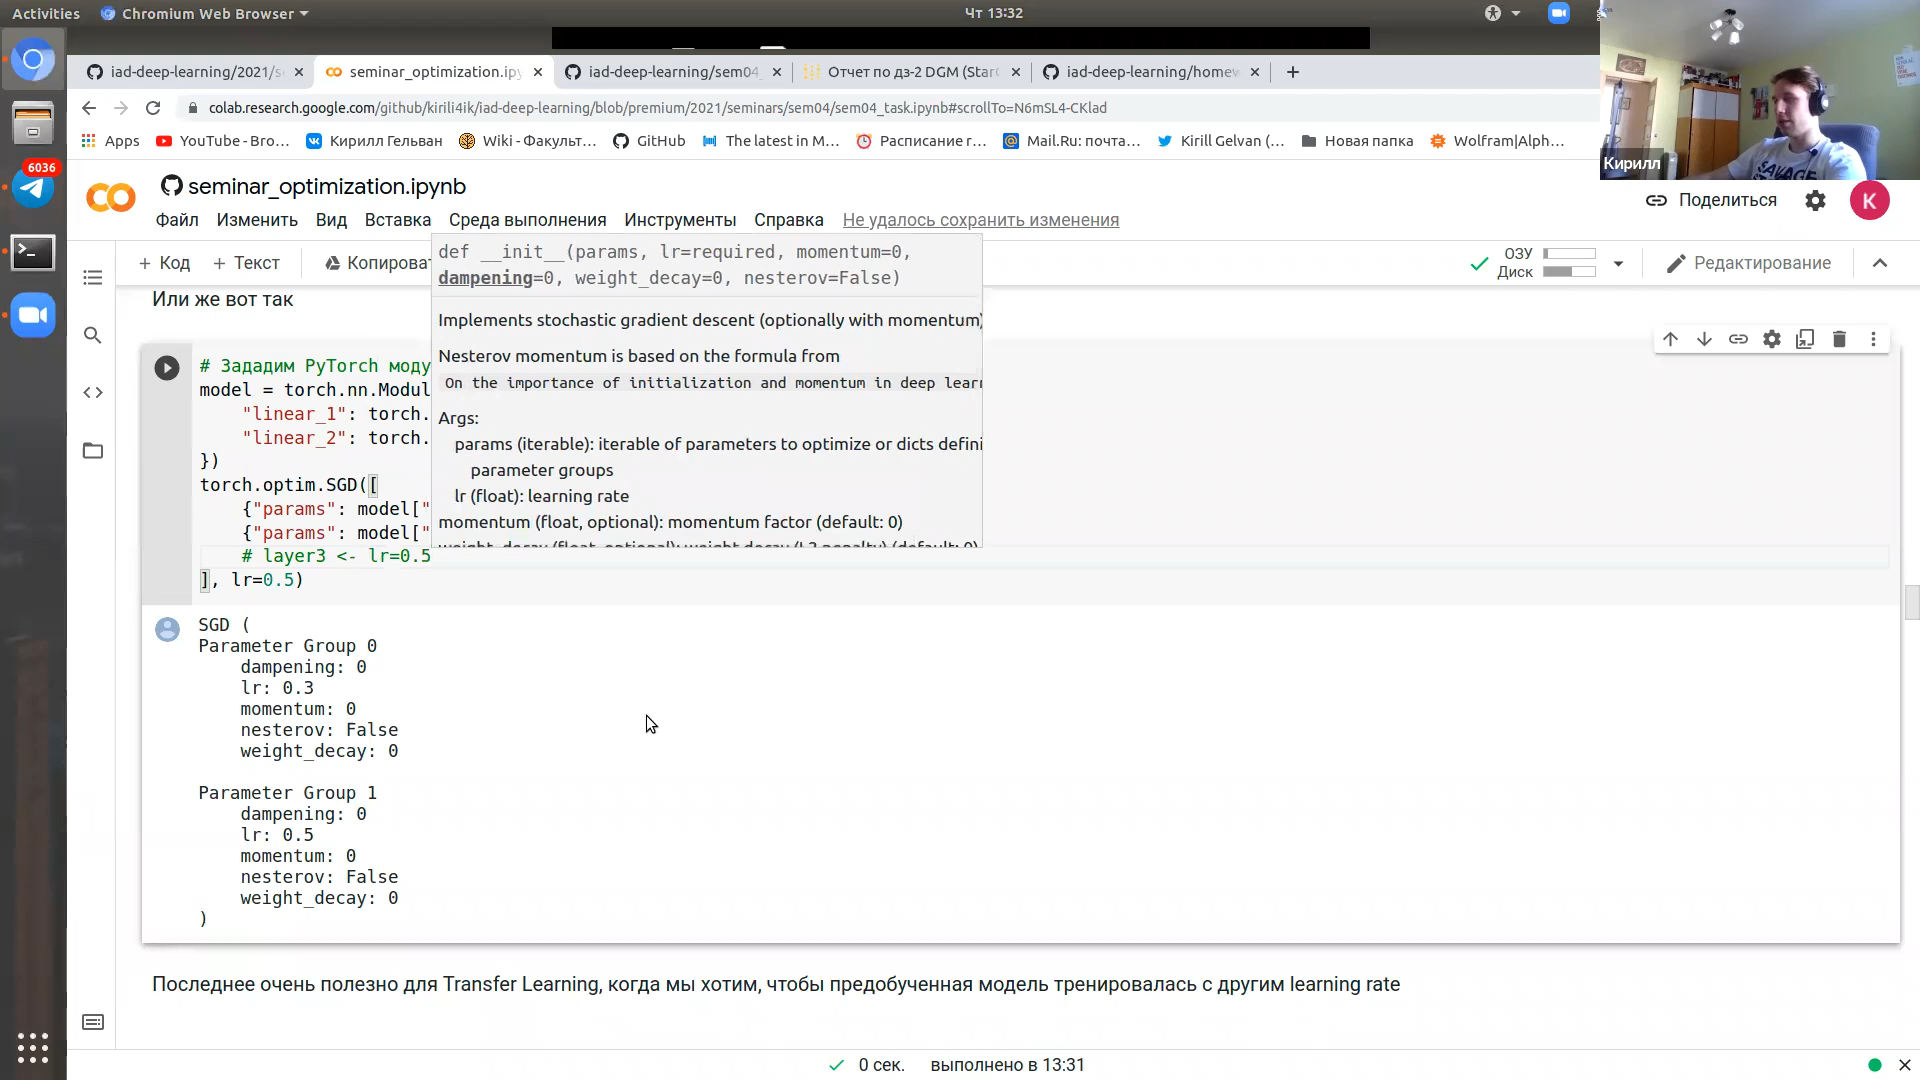 Activities
Chromium Web Browser
Чт 13:32
iad-deep-learning/2021/s
seminar_optimization.ipy
iad-deep-learning/sem04_
Отчет по дз-2 DGM (Star
iad-deep-learning/homew
colab.research.google.com/github/kirili4ik/iad-deep-learning/blob/premium/2021/seminars/sem04/sem04_task.ipynb#scrollTo=N6mSL4-CKlad
Apps
YouTube - Bro...
Кирилл Гельван
Wiki - Факульт...
GitHub
The latest in M...
Расписание г...
Mail.Ru: почта...
Kirill Gelvan (...
Новая папка
Wolfram|Alph...
Кирилл
6036
seminar_optimization.ipynb
Поделиться
K
Файл Изменить Вид Вставка Среда выполнения Инструменты Справка Не удалось сохранить изменения
+ Код + Текст Копироват
ОЗУ
Диск
Редактирование
def __init__(params, lr=required, momentum=0,
dampening=0, weight_decay=0, nesterov=False)
Implements stochastic gradient descent (optionally with momentum)
Nesterov momentum is based on the formula from
On the importance of initialization and momentum in deep lear
Args:
params (iterable): iterable of parameters to optimize or dicts defini
parameter groups
lr (float): learning rate
momentum (float, optional): momentum factor (default: 0)
weight_decay (float, optional): weight decay (L2 penalty) (default: 0)
Или же вот так
# Зададим PyTorch моду
model = torch.nn.Modul
"linear_1": torch.
"linear_2": torch.
})
torch.optim.SGD([
{"params": model["
{"params": model["
# layer3 <- lr=0.5
], lr=0.5)
SGD (
Parameter Group 0
dampening: 0
lr: 0.3
momentum: 0
nesterov: False
weight_decay: 0
Parameter Group 1
dampening: 0
lr: 0.5
momentum: 0
nesterov: False
weight_decay: 0
)
Последнее очень полезно для Transfer Learning, когда мы хотим, чтобы предобученная модель тренировалась с другим learning rate
0 сек. выполнено в 13:31